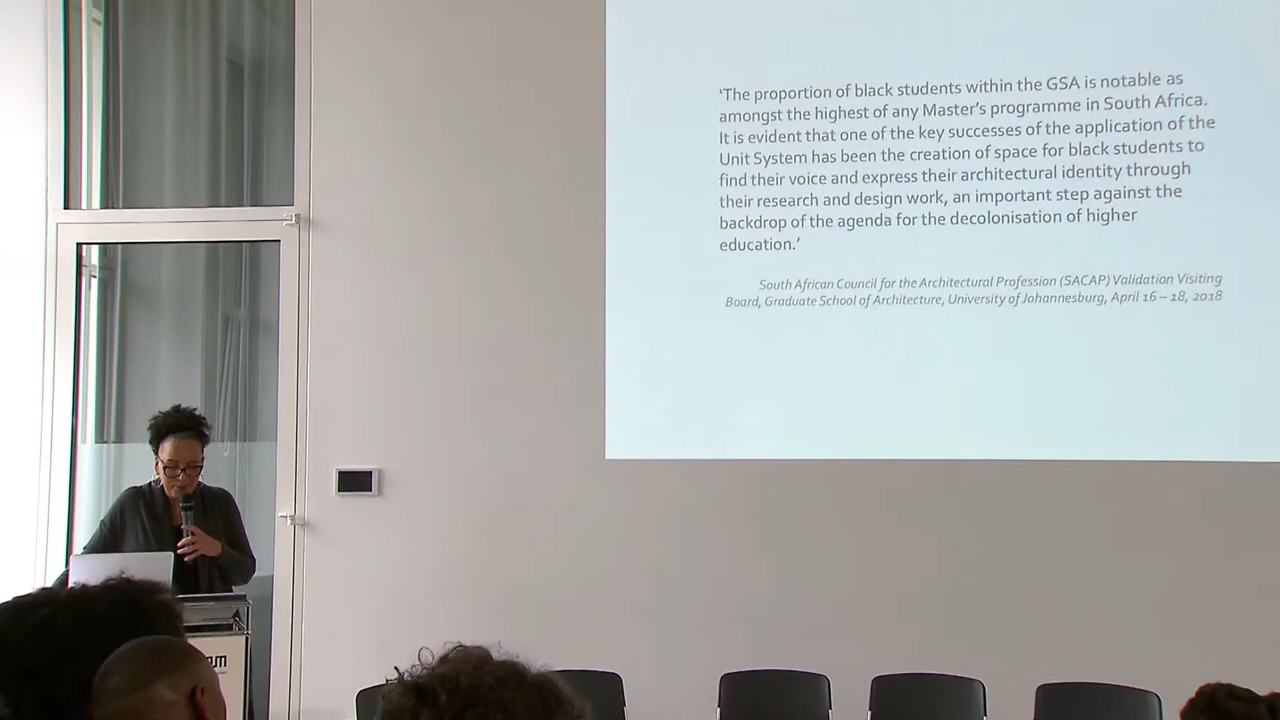 ‘The proportion of black students within the GSA is notable as
amongst the highest of any Master’s programme in South Africa.
It is evident that one of the key successes of the application of the
Unit System has been the creation of space for black students to
find their voice and express their architectural identity through
their research and design work, an important step against the
backdrop of the agenda for the decolonisation of higher
education.’
South African Council for the Architectural Profession (SACAP) Validation Visiting
Board, Graduate School of Architecture, University of Johannesburg, April 16 – 18, 2018